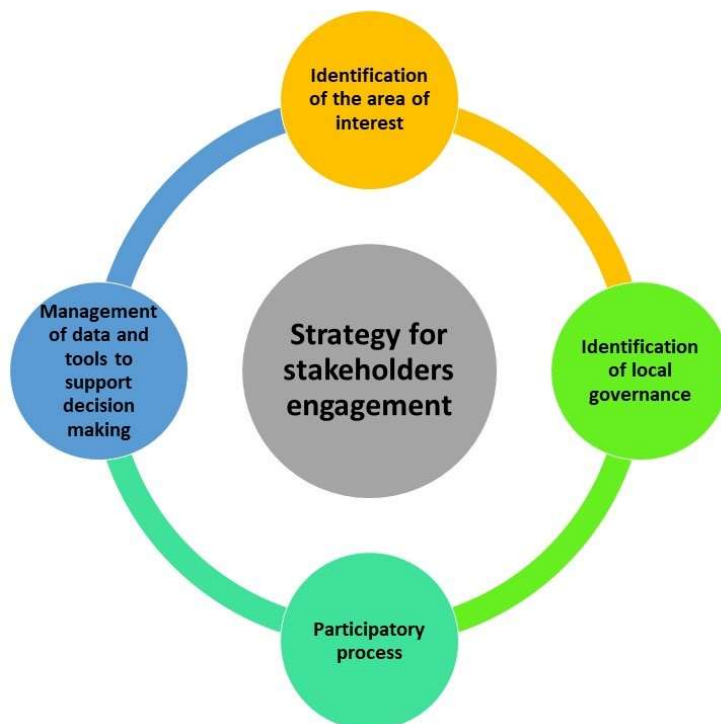 Identification
of the area of
interest
Strategy for
stakeholders
engagement
Management
of data and
tools to
support
decision
making
Identification
of local
governance
Participatory
process